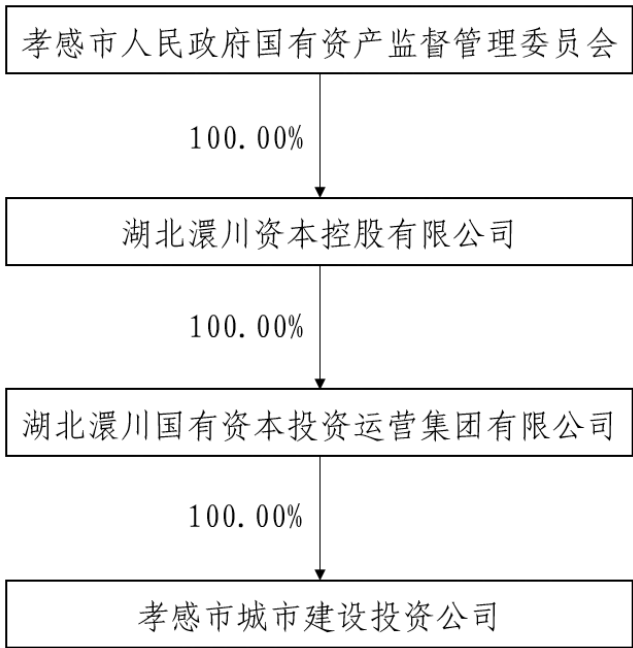 孝感市人民政府国有资产监督管理委员会
100.00%
湖北澴川资本控股有限公司
100.00%
湖北澴川国有资本投资运营集团有限公司
100.00%
孝感市城市建设投资公司